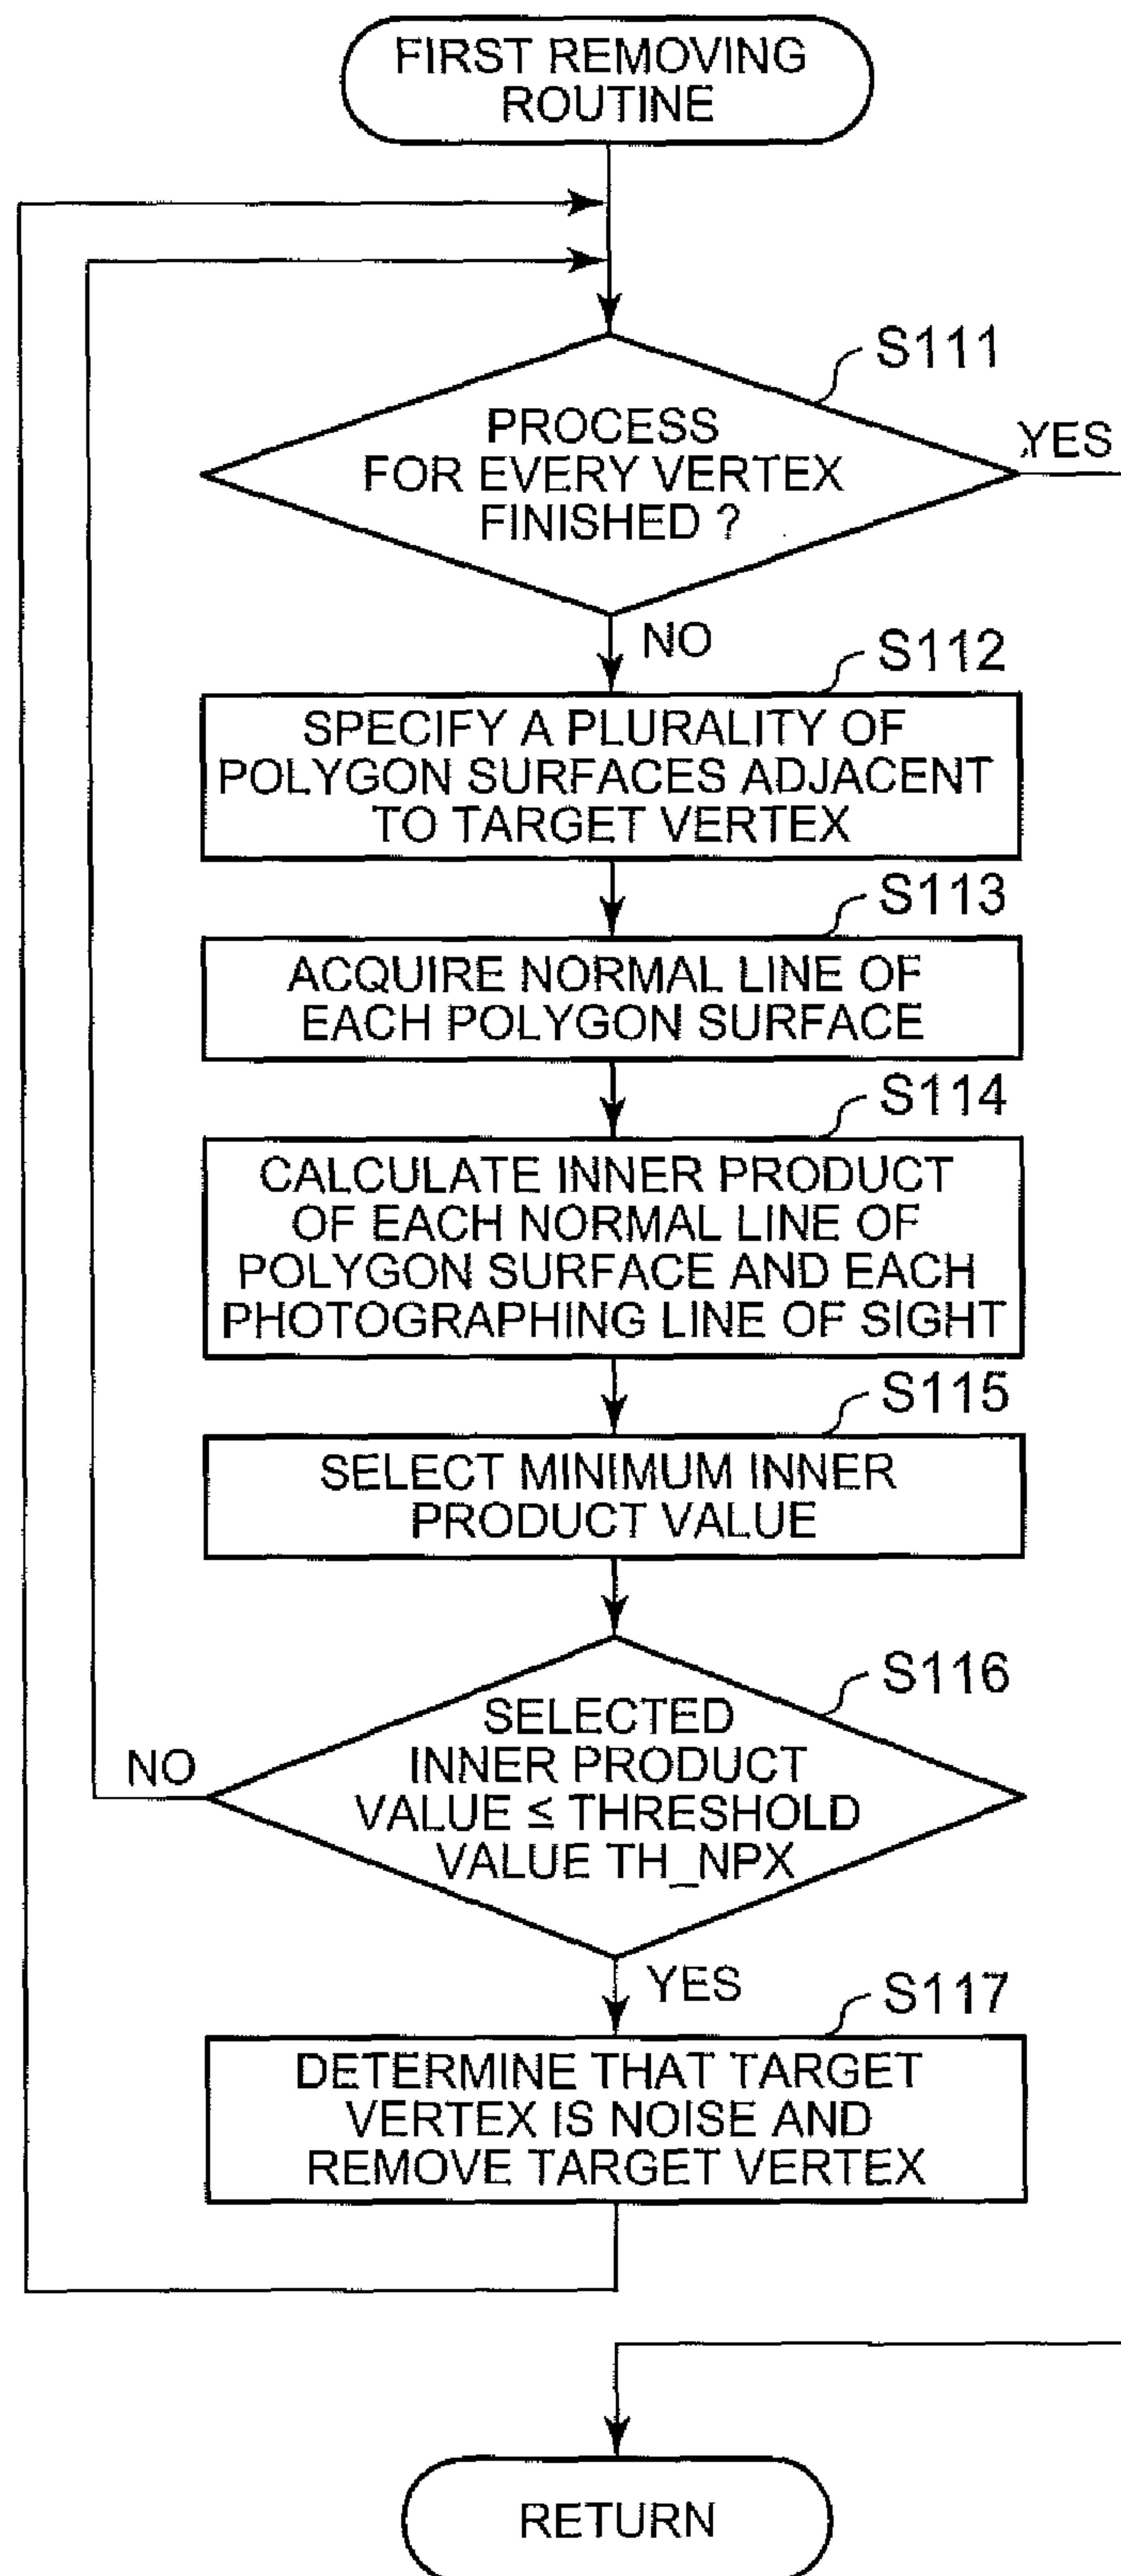 FIRST REMOVING
ROUTINE
S111
PROCESS
FOR EVERY VERTEX
FINISHED ?
YES
NO
S112
SPECIFY A PLURALITY OF
POLYGON SURFACES ADJACENT
TO TARGET VERTEX
S113
ACQUIRE NORMAL LINE OF
EACH POLYGON SURFACE
S114
CALCULATE INNER PRODUCT
OF EACH NORMAL LINE OF
POLYGON SURFACE AND EACH
PHOTOGRAPHING LINE OF SIGHT
S115
SELECT MINIMUM INNER
PRODUCT VALUE
S116
SELECTED
INNER PRODUCT
VALUE ≤ THRESHOLD
VALUE TH_NPX
NO
YES
S117
DETERMINE THAT TARGET
VERTEX IS NOISE AND
REMOVE TARGET VERTEX
RETURN